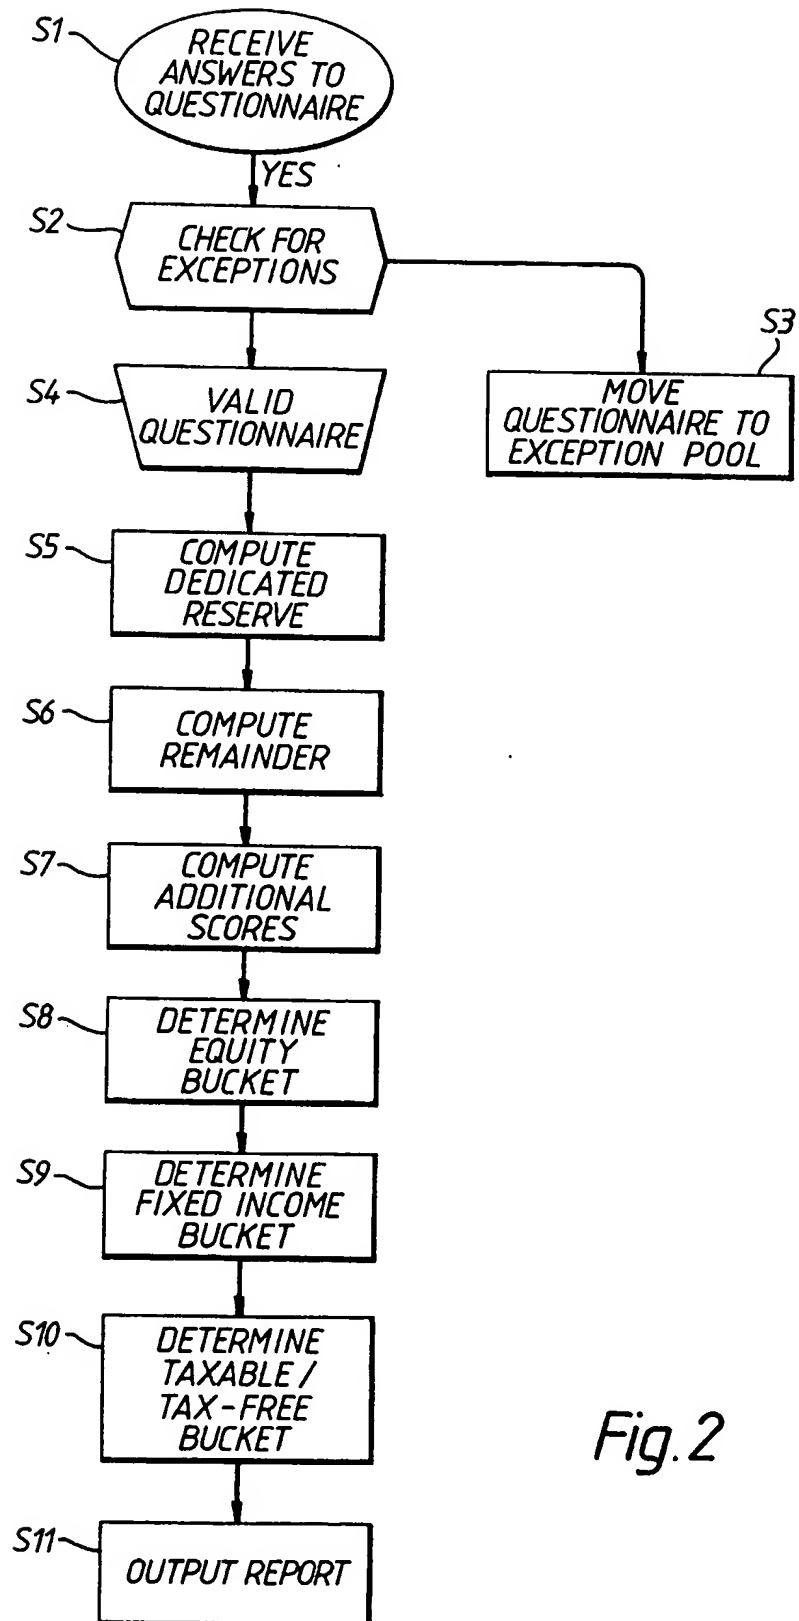 S1
RECEIVE
ANSWERS TO
QUESTIONNAIRE
YES
S2
CHECK FOR
EXCEPTIONS
S3
MOVE
QUESTIONNAIRE TO
EXCEPTION POOL
S4
VALID
QUESTIONNAIRE
S5
COMPUTE
DEDICATED
RESERVE
S6
COMPUTE
REMAINDER
S7
COMPUTE
ADDITIONAL
SCORES
S8
DETERMINE
EQUITY
BUCKET
S9
DETERMINE
FIXED INCOME
BUCKET
S10
DETERMINE
TAXABLE /
TAX-FREE
BUCKET
S11
OUTPUT REPORT
Fig.2